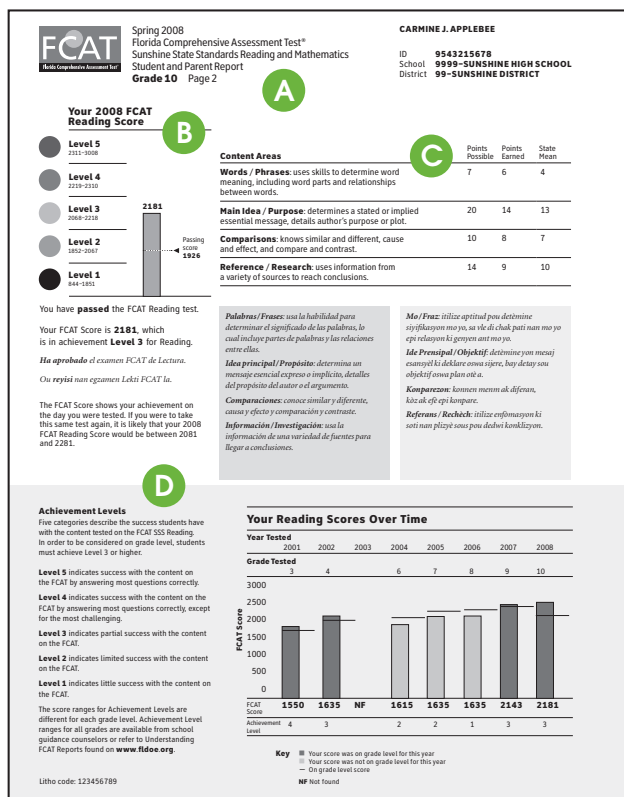 FCAT
Florida Comprehensive Assessment Test®
Spring 2008
Florida Comprehensive Assessment Test®
Sunshine State Standards Reading and Mathematics
Student and Parent Report
Grade 10 Page 2
CARMINE J. APPLEBEE
ID 9543215678
School 9999–SUNSHINE HIGH SCHOOL
District 99–SUNSHINE DISTRICT
A
Your 2008 FCAT
Reading Score
B
Level 5
2311–3008
Level 4
2219–2310
Level 3
2068–2218
Level 2
1852–2067
Level 1
844–1851
2181
Passing
score
1926
You have passed the FCAT Reading test.
Your FCAT Score is 2181, which
is in achievement Level 3 for Reading.
Ha aprobado el examen FCAT de Lectura.
Ou reyisi nan egzamen Lekti FCAT la.
The FCAT Score shows your achievement on
the day you were tested. If you were to take
this same test again, it is likely that your 2008
FCAT Reading Score would be between 2081
and 2281.
C
Content Areas Points Possible Points Earned State Mean
Words / Phrases: uses skills to determine word 7 6 4
meaning, including word parts and relationships
between words.
Main Idea / Purpose: determines a stated or implied 20 14 13
essential message, details author's purpose or plot.
Comparisons: knows similar and different, cause 10 8 7
and effect, and compare and contrast.
Reference / Research: uses information from 14 9 10
a variety of sources to reach conclusions.
Palabras/Frases: usa la habilidad para
determinar el significado de las palabras, lo
cual incluye partes de palabras y las relaciones
entre ellas.
Idea principal/Propósito: determina un
mensaje esencial expreso o implícito, detalles
del propósito del autor o el argumento.
Comparaciones: conoce similar y diferente,
causa y efecto y comparación y contraste.
Información/Investigación: usa la
información de una variedad de fuentes para
llegar a conclusiones.
Mo/Fraz: itilize aptitud pou detèmine
siyifikasyon mo yo, sa vle di chak pati nan mo yo
epi relasyon ki genyen ant mo yo.
Ide Prensipal/Objektif: detèmine yon mesaj
esansyèl ki deklare oswa sijere, bay detay sou
objektif oswa plan otè a.
Konparezon: konnen menm ak diferan,
kòz ak efè epi konpare.
Referans / Rechèch: itilize enfòmasyon ki
soti nan plizyè sous pou dedwi konklizyon.
D
Achievement Levels
Five categories describe the success students have
with the content tested on the FCAT SSS Reading.
In order to be considered on grade level, students
must achieve Level 3 or higher.
Level 5 indicates success with the content on
the FCAT by answering most questions correctly.
Level 4 indicates success with the content on the
FCAT by answering most questions correctly, except
for the most challenging.
Level 3 indicates partial success with the content
on the FCAT.
Level 2 indicates limited success with the content
on the FCAT.
Level 1 indicates little success with the content on
the FCAT.
The score ranges for Achievement Levels are
different for each grade level. Achievement Level
ranges for all grades are available from school
guidance counselors or refer to Understanding
FCAT Reports found on www.fldoe.org.
Litho code: 123456789
Your Reading Scores Over Time
Year Tested
2001 2002 2003 2004 2005 2006 2007 2008
Grade Tested
3 4 6 7 8 9 10
FCAT Score
3000
2500
2000
1500
1000
500
0
FCAT Score 1550 1635 NF 1615 1635 1635 2143 2181
Achievement Level 4 3 2 2 1 3 3
Key Your score was on grade level for this year
Your score was not on grade level for this year
On grade level score
NF Not found